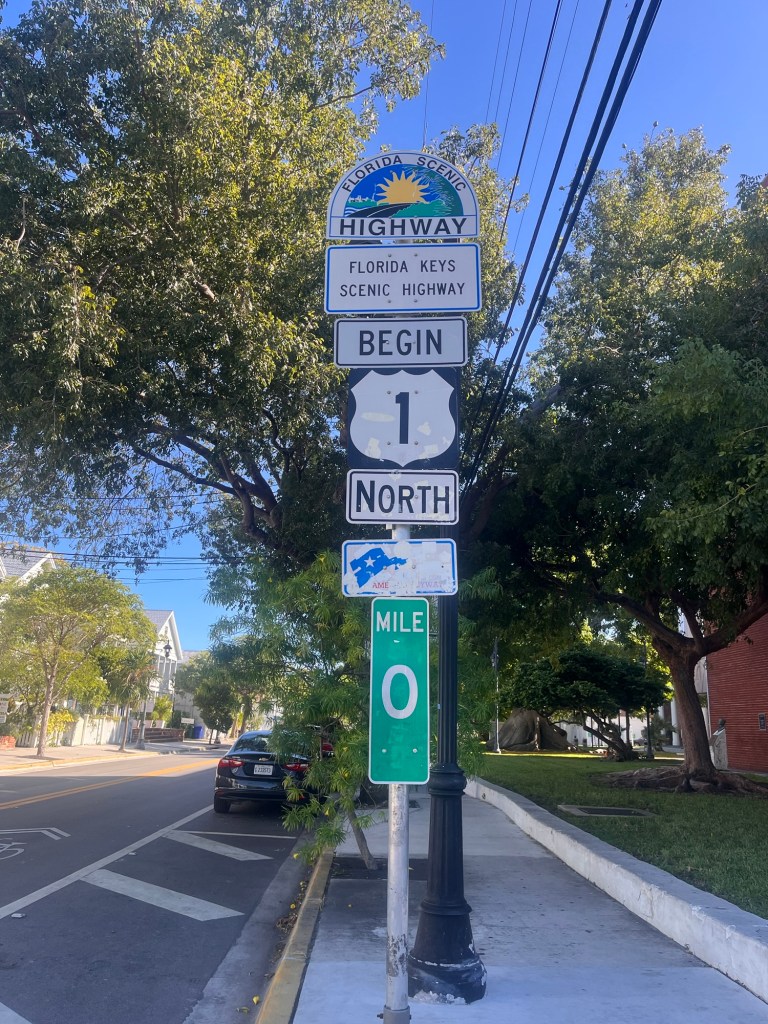 FLORIDA SCENIC
HIGHWAY
FLORIDA KEYS
SCENIC HIGHWAY
BEGIN
1
NORTH
MILE
0